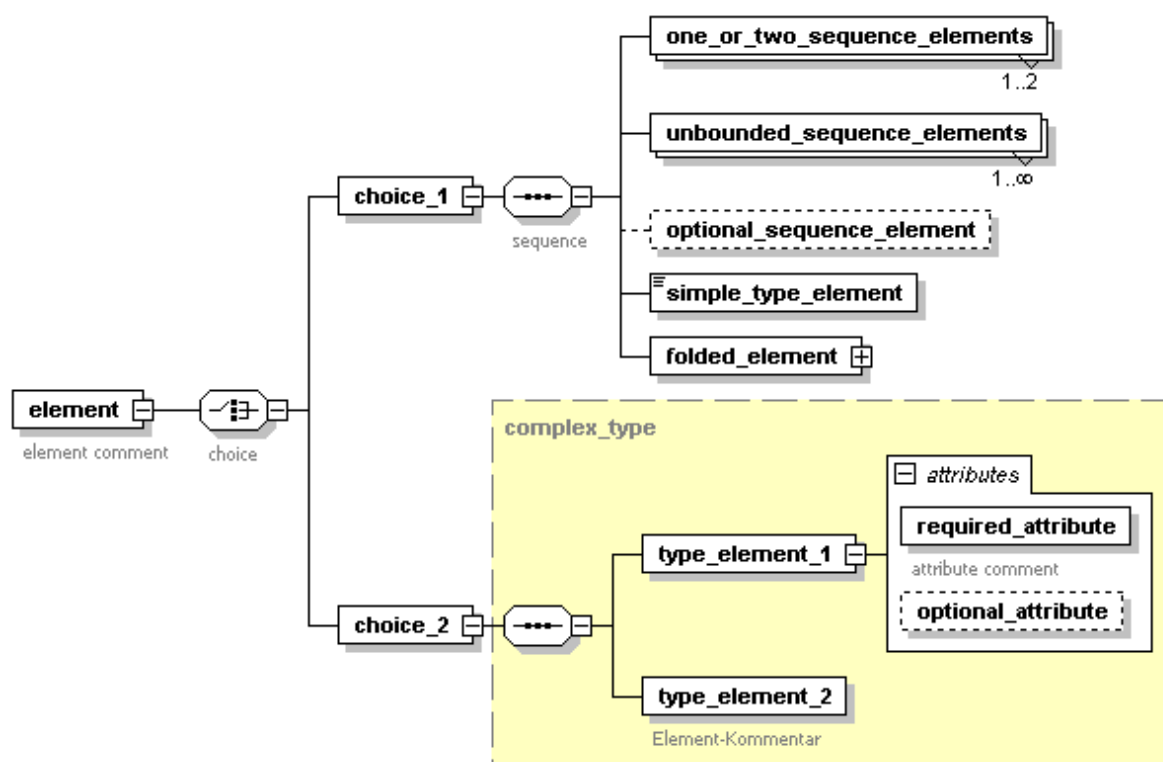 one_or_two_sequence_elements
1..2
unbounded_sequence_elements
1..∞
choice_1
sequence
optional_sequence_element
simple_type_element
folded_element
element
element comment
choice
complex_type
attributes
required_attribute
attribute comment
optional_attribute
type_element_1
choice_2
type_element_2
Element-Kommentar